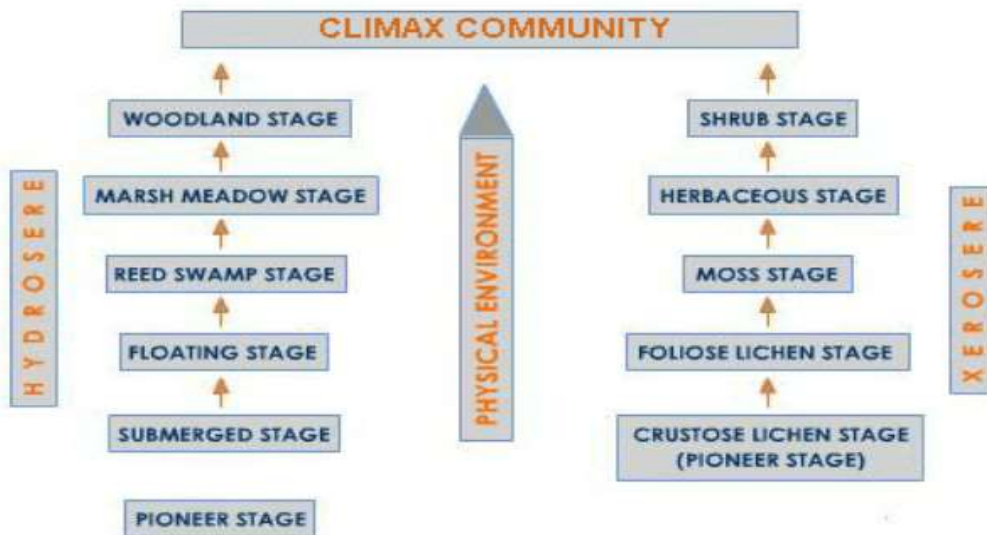 CLIMAX COMMUNITY
WOODLAND STAGE
MARSH MEADOW STAGE
REED SWAMP STAGE
FLOATING STAGE
SUBMERGED STAGE
PIONEER STAGE
HYDROSERE
PHYSICAL ENVIRONMENT
SHRUB STAGE
HERBACEOUS STAGE
MOSS STAGE
FOLIOSE LICHEN STAGE
CRUSTOSE LICHEN STAGE
(PIONEER STAGE)
XEROSERE